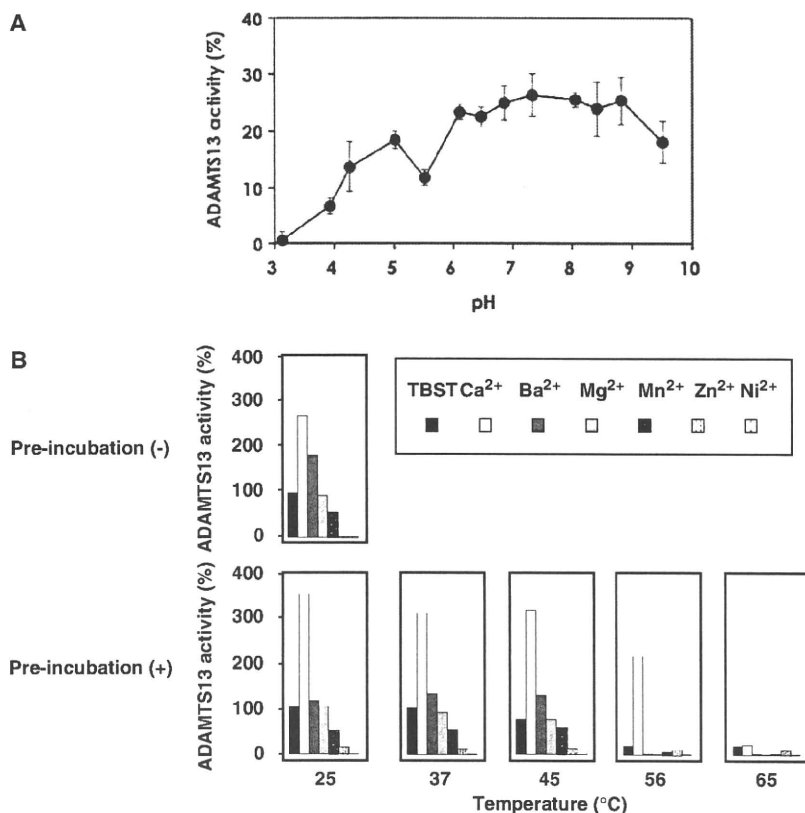 A
ADAMTS13 activity (%)
40
30
20
10
0
3 4 5 6 7 8 9 10
pH
B
Pre-incubation (-)
ADAMTS13 activity (%)
400
300
200
100
0
TBST Ca²⁺ Ba²⁺ Mg²⁺ Mn²⁺ Zn²⁺ Ni²⁺
Pre-incubation (+)
ADAMTS13 activity (%)
400
300
200
100
0
25 37 45 56 65
Temperature (°C)